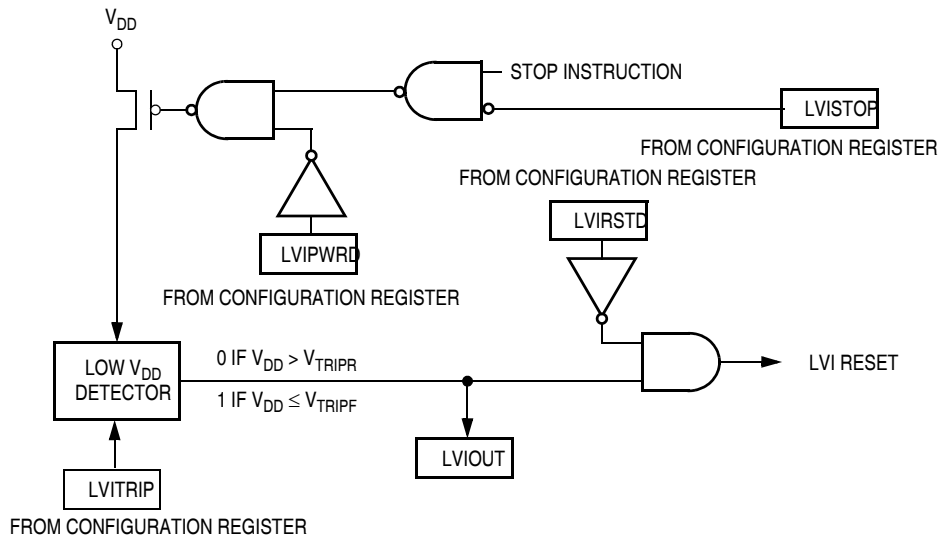 VDD
STOP INSTRUCTION
LVISTOP
FROM CONFIGURATION REGISTER
FROM CONFIGURATION REGISTER
LVIRSTD
LVIPWRD
FROM CONFIGURATION REGISTER
LOW VDD
DETECTOR
0 IF VDD > VTRIPR
1 IF VDD ≤ VTRIPF
LVI RESET
LVIOUT
LVITRIP
FROM CONFIGURATION REGISTER